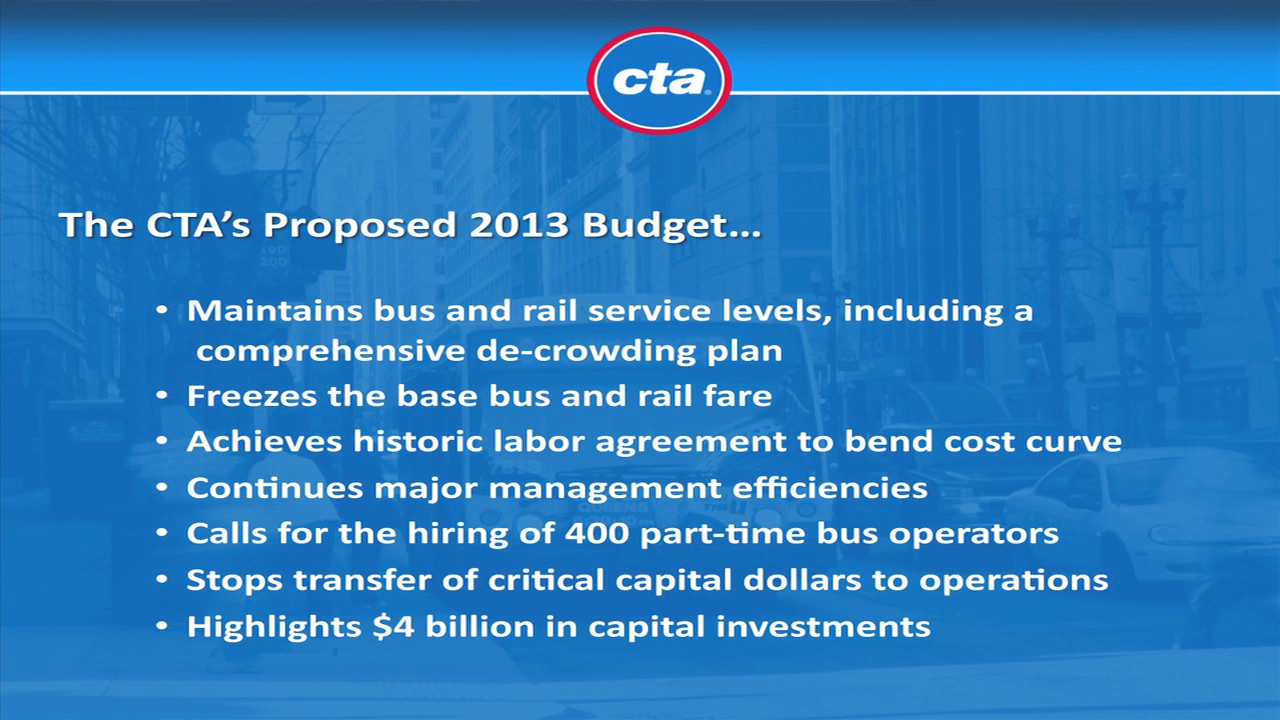 cta
The CTA's Proposed 2013 Budget...
• Maintains bus and rail service levels, including a
comprehensive de-crowding plan
• Freezes the base bus and rail fare
• Achieves historic labor agreement to bend cost curve
• Continues major management efficiencies
• Calls for the hiring of 400 part-time bus operators
• Stops transfer of critical capital dollars to operations
• Highlights $4 billion in capital investments